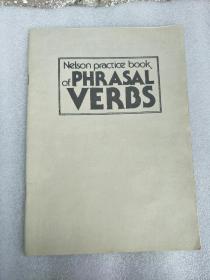 Nelson practice book
of PHRASAL
VERBS